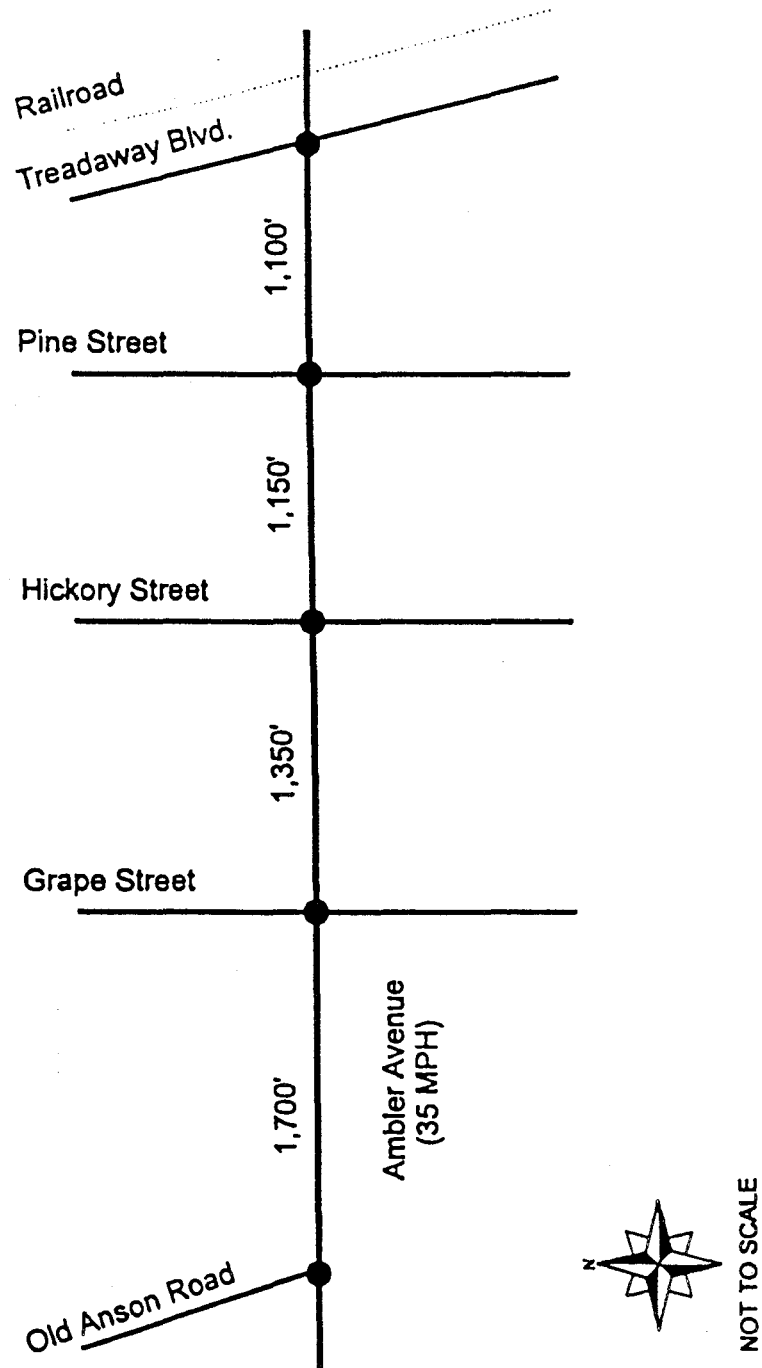 Railroad
Treadaway Blvd.
1,100'
Pine Street
1,150'
Hickory Street
1,350'
Grape Street
Ambler Avenue
(35 MPH)
1,700'
Old Anson Road
N
NOT TO SCALE